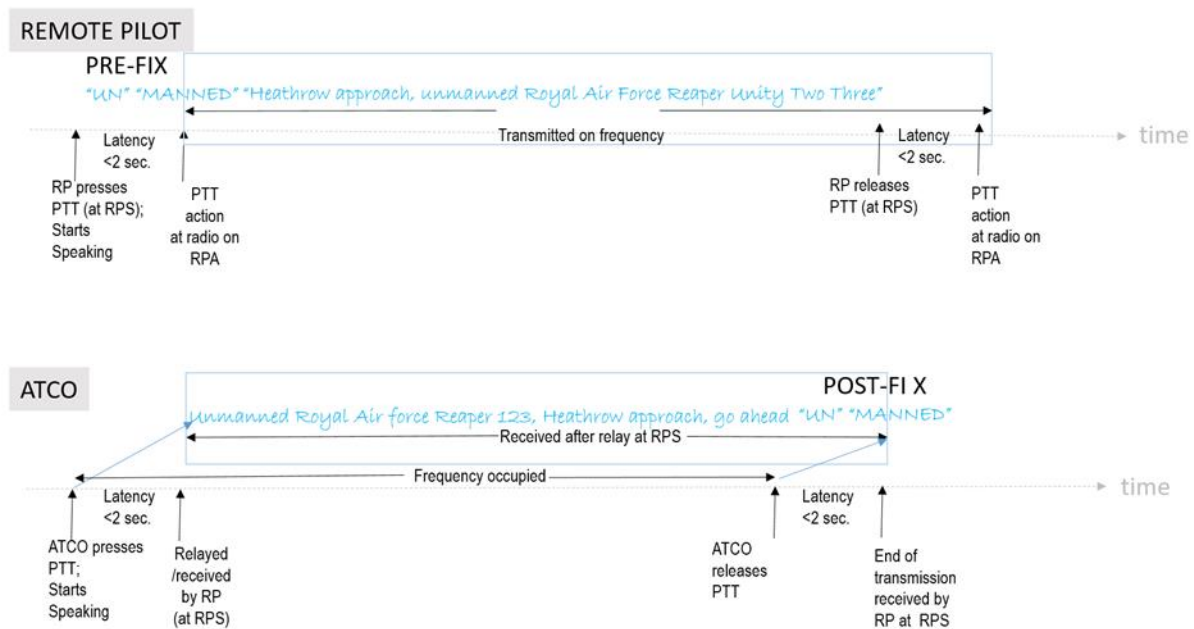 REMOTE PILOT
PRE-FIX
"UN" "MANNED" "Heathrow approach, unmanned Royal Air Force Reaper Unity Two Three"
Transmitted on frequency
time
Latency
<2 sec.
Latency
<2 sec.
RP presses
PTT (at RPS);
Starts
Speaking
PTT
action
at radio on
RPA
RP releases
PTT (at RPS)
PTT
action
at radio on
RPA
ATCO
POST-FI X
Unmanned Royal Air force Reaper 123, Heathrow approach, go ahead "UN" "MANNED"
Received after relay at RPS
Frequency occupied
time
Latency
<2 sec.
Latency
<2 sec.
ATCO presses
PTT;
Starts
Speaking
Relayed
/received
by RP
(at RPS)
ATCO
releases
PTT
End of
transmission
received by
RP at RPS